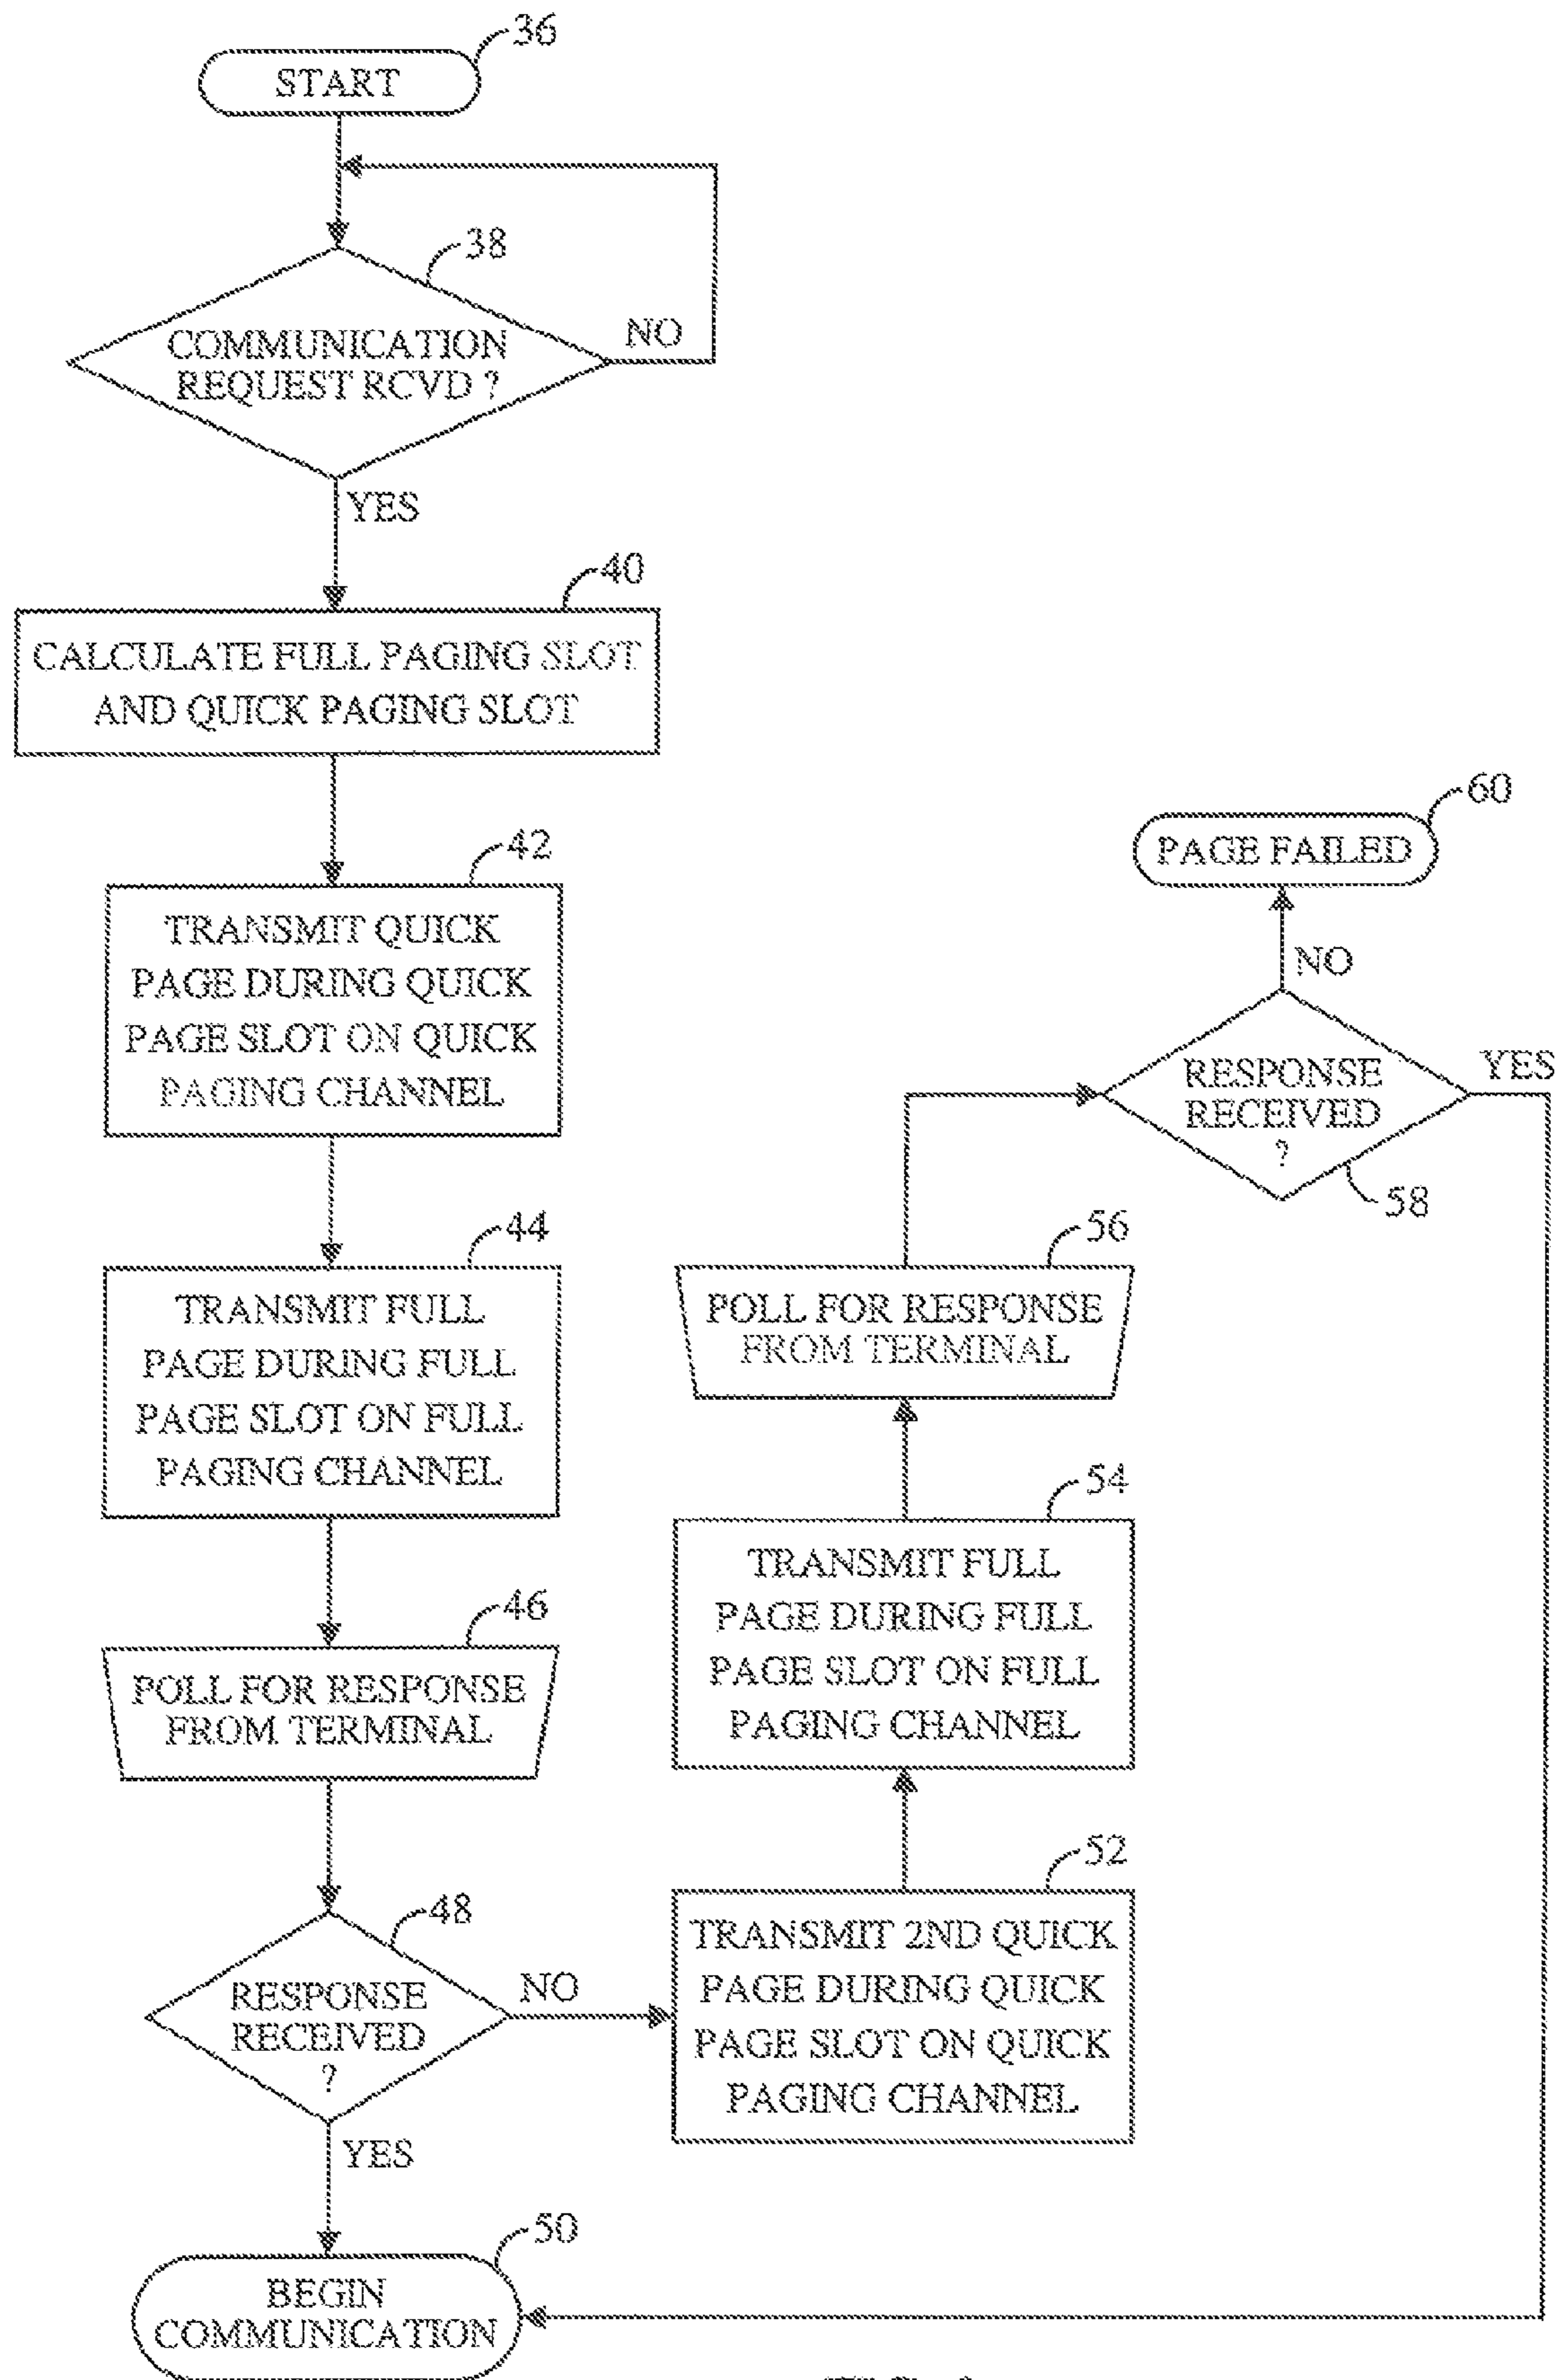 36
START
38
COMMUNICATION
REQUEST RCVD ?
NO
YES
40
CALCULATE FULL PAGING SLOT
AND QUICK PAGING SLOT
42
TRANSMIT QUICK
PAGE DURING QUICK
PAGE SLOT ON QUICK
PAGING CHANNEL
44
TRANSMIT FULL
PAGE DURING FULL
PAGE SLOT ON FULL
PAGING CHANNEL
46
POLL FOR RESPONSE
FROM TERMINAL
48
RESPONSE
RECEIVED
?
NO
YES
50
BEGIN
COMMUNICATION
52
TRANSMIT 2ND QUICK
PAGE DURING QUICK
PAGE SLOT ON QUICK
PAGING CHANNEL
54
TRANSMIT FULL
PAGE DURING FULL
PAGE SLOT ON FULL
PAGING CHANNEL
56
POLL FOR RESPONSE
FROM TERMINAL
RESPONSE
RECEIVED
?
58
YES
NO
60
PAGE FAILED